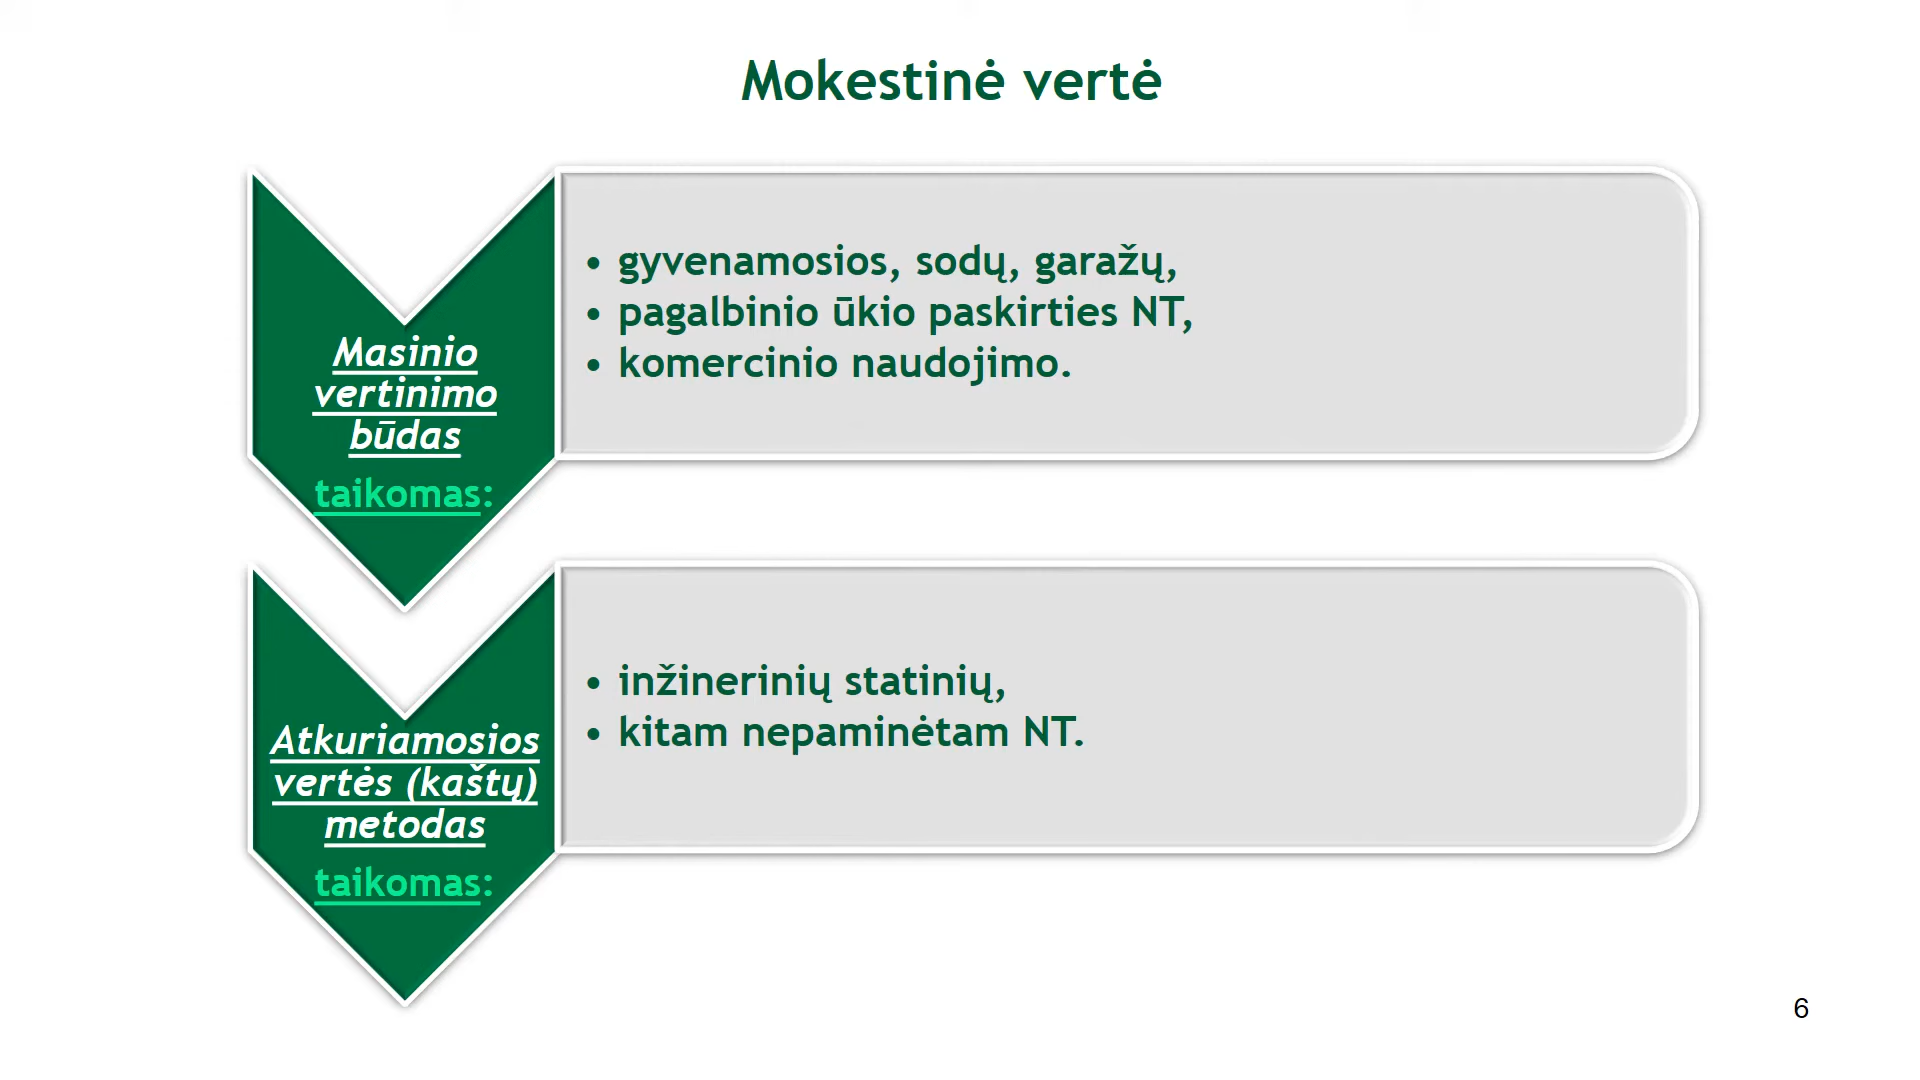 Mokestinė vertė
Masinio
vertinimo
būdas
taikomas:
• gyvenamosios, sodų, garažų,
• pagalbinio ūkio paskirties NT,
• komercinio naudojimo.
Atkuriamosios
vertės (kaštų)
metodas
taikomas:
• inžinerinių statinių,
• kitam nepaminėtam NT.
6